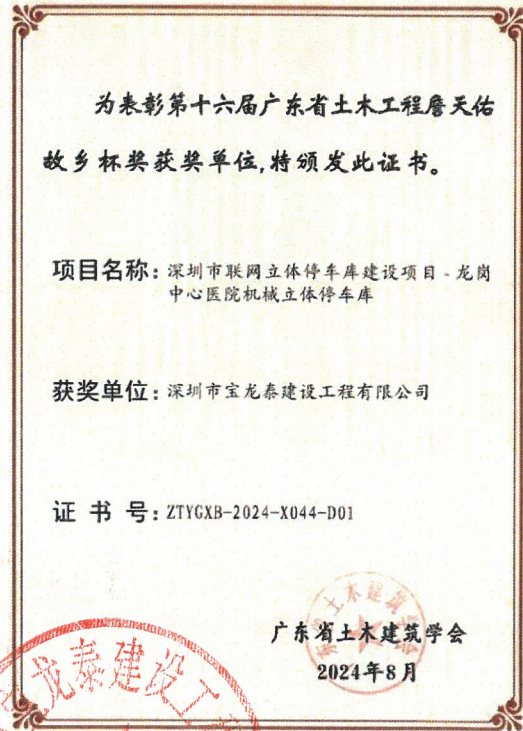 为表彰第十六届广东省土木工程詹天佑
故乡杯奖获奖单位,特颁发此证书。
项目名称:深圳市联网立体停车库建设项目-龙岗
中心医院机械立体停车库
获奖单位:深圳市宝龙泰建设工程有限公司
证书号:ZTYGXB-2024-X044-D01
广东省土木建筑学会
2024年8月
龙泰建设工